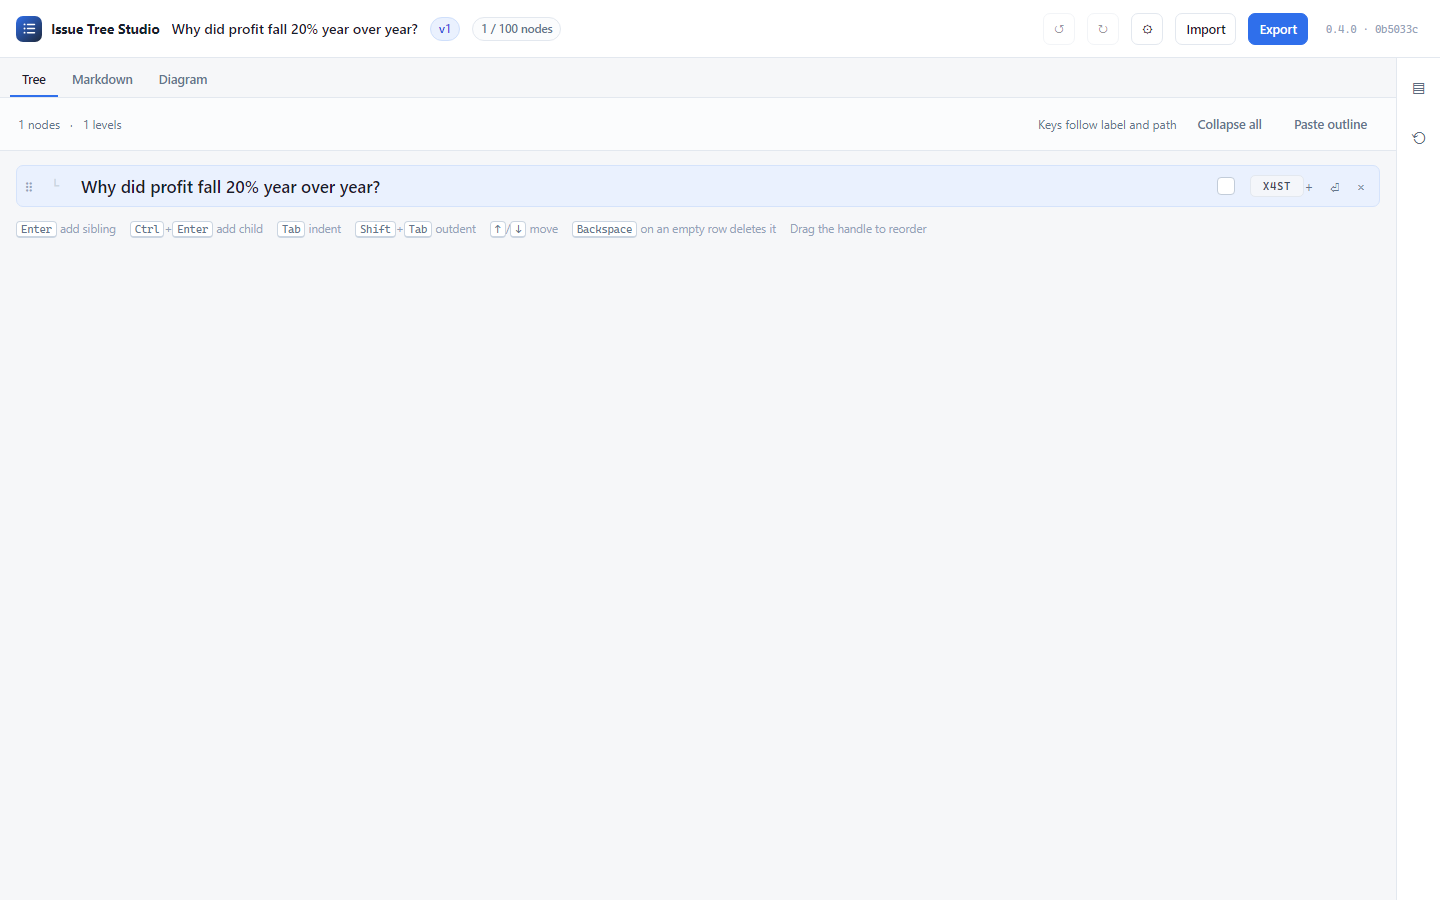 Issue Tree Studio Why did profit fall 20% year over year? v1 1 / 100 nodes Import Export 0.4.0 · 0b5033c
Tree Markdown Diagram
1 nodes · 1 levels Keys follow label and path Collapse all Paste outline
Why did profit fall 20% year over year? X4ST + ×
Enter add sibling Ctrl+Enter add child Tab indent Shift+Tab outdent ↑/↓ move Backspace on an empty row deletes it Drag the handle to reorder